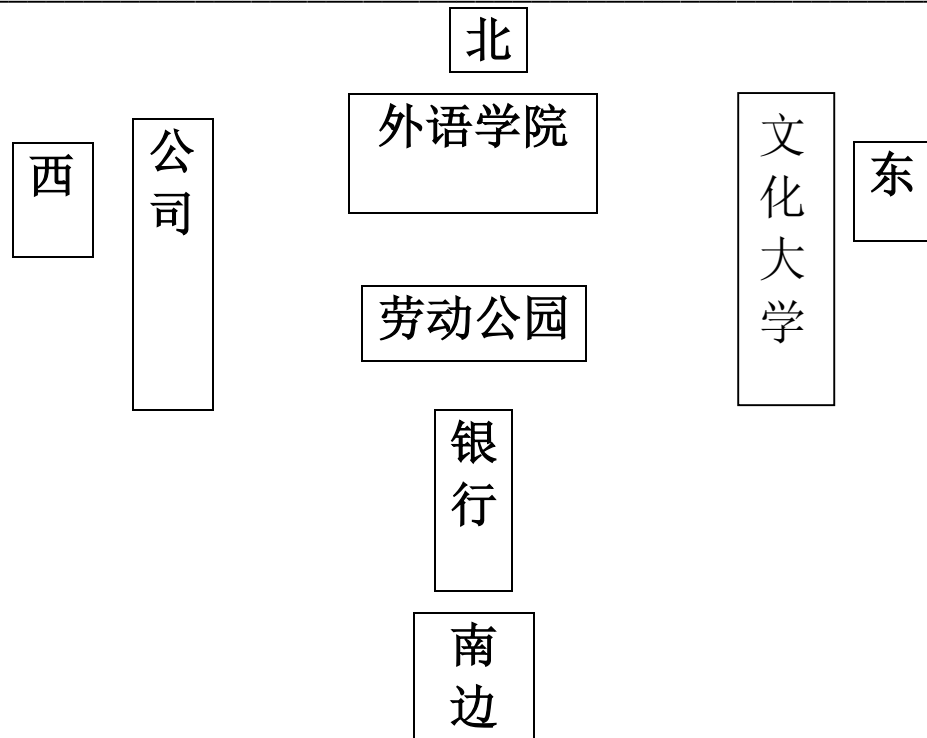 北
外语学院
文
化
大
学
公
司
西
东
劳动公园
银
行
南
边